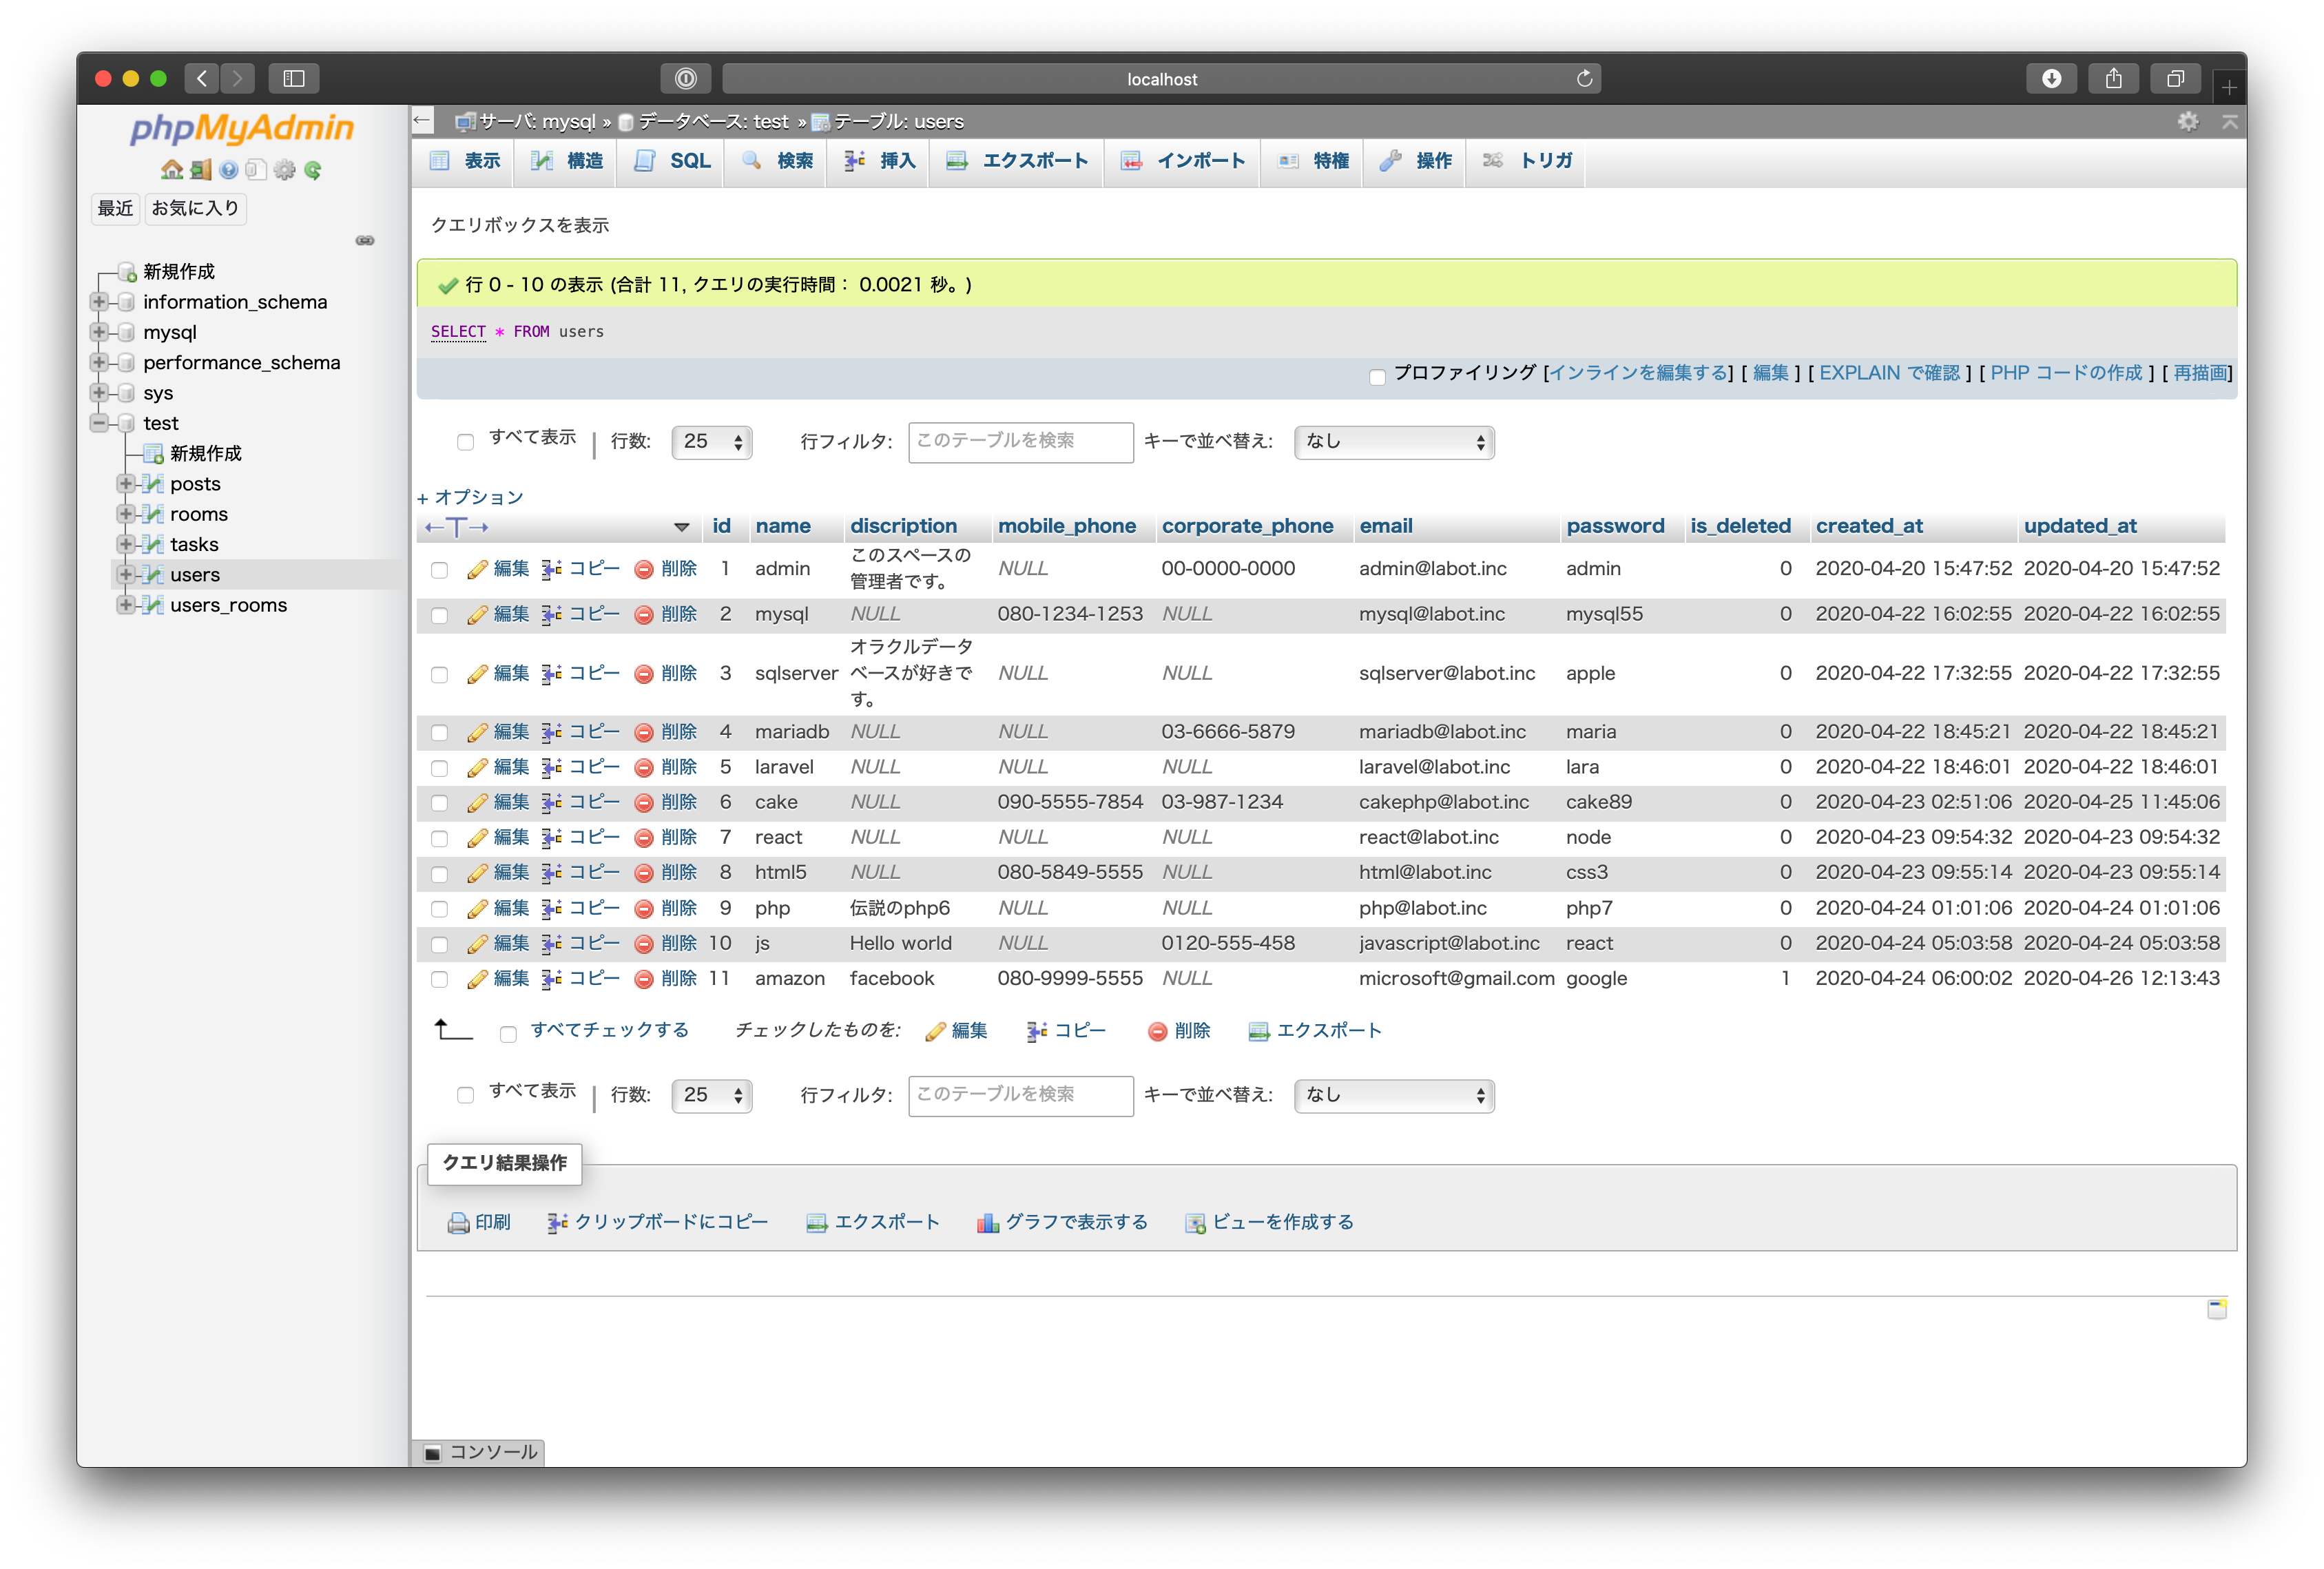 localhost
phpMyAdmin
最近 お気に入り
新規作成
information_schema
mysql
performance_schema
sys
test
新規作成
posts
rooms
tasks
users
users_rooms
サーバ: mysql » データベース: test » テーブル: users
表示 構造 SQL 検索 挿入 エクスポート インポート 特権 操作 トリガ
クエリボックスを表示
行 0 - 10 の表示 (合計 11, クエリの実行時間： 0.0021 秒。)
SELECT * FROM users
プロファイリング [インラインを編集する] [ 編集 ] [ EXPLAIN で確認 ] [ PHP コードの作成 ] [ 再描画]
すべて表示 | 行数: 25 行フィルタ: このテーブルを検索 キーで並べ替え: なし
+ オプション
←T→ id name discription mobile_phone corporate_phone email password is_deleted created_at updated_at
編集 コピー 削除 1 admin このスペースの管理者です。 NULL 00-0000-0000 admin@labot.inc admin 0 2020-04-20 15:47:52 2020-04-20 15:47:52
編集 コピー 削除 2 mysql NULL 080-1234-1253 NULL mysql@labot.inc mysql55 0 2020-04-22 16:02:55 2020-04-22 16:02:55
編集 コピー 削除 3 sqlserver オラクルデータベースが好きです。 NULL NULL sqlserver@labot.inc apple 0 2020-04-22 17:32:55 2020-04-22 17:32:55
編集 コピー 削除 4 mariadb NULL NULL 03-6666-5879 mariadb@labot.inc maria 0 2020-04-22 18:45:21 2020-04-22 18:45:21
編集 コピー 削除 5 laravel NULL NULL NULL laravel@labot.inc lara 0 2020-04-22 18:46:01 2020-04-22 18:46:01
編集 コピー 削除 6 cake NULL 090-5555-7854 03-987-1234 cakephp@labot.inc cake89 0 2020-04-23 02:51:06 2020-04-25 11:45:06
編集 コピー 削除 7 react NULL NULL NULL react@labot.inc node 0 2020-04-23 09:54:32 2020-04-23 09:54:32
編集 コピー 削除 8 html5 NULL 080-5849-5555 NULL html@labot.inc css3 0 2020-04-23 09:55:14 2020-04-23 09:55:14
編集 コピー 削除 9 php 伝説のphp6 NULL NULL php@labot.inc php7 0 2020-04-24 01:01:06 2020-04-24 01:01:06
編集 コピー 削除 10 js Hello world NULL 0120-555-458 javascript@labot.inc react 0 2020-04-24 05:03:58 2020-04-24 05:03:58
編集 コピー 削除 11 amazon facebook 080-9999-5555 NULL microsoft@gmail.com google 1 2020-04-24 06:00:02 2020-04-26 12:13:43
すべてチェックする チェックしたものを: 編集 コピー 削除 エクスポート
すべて表示 | 行数: 25 行フィルタ: このテーブルを検索 キーで並べ替え: なし
クエリ結果操作
印刷 クリップボードにコピー エクスポート グラフで表示する ビューを作成する
コンソール